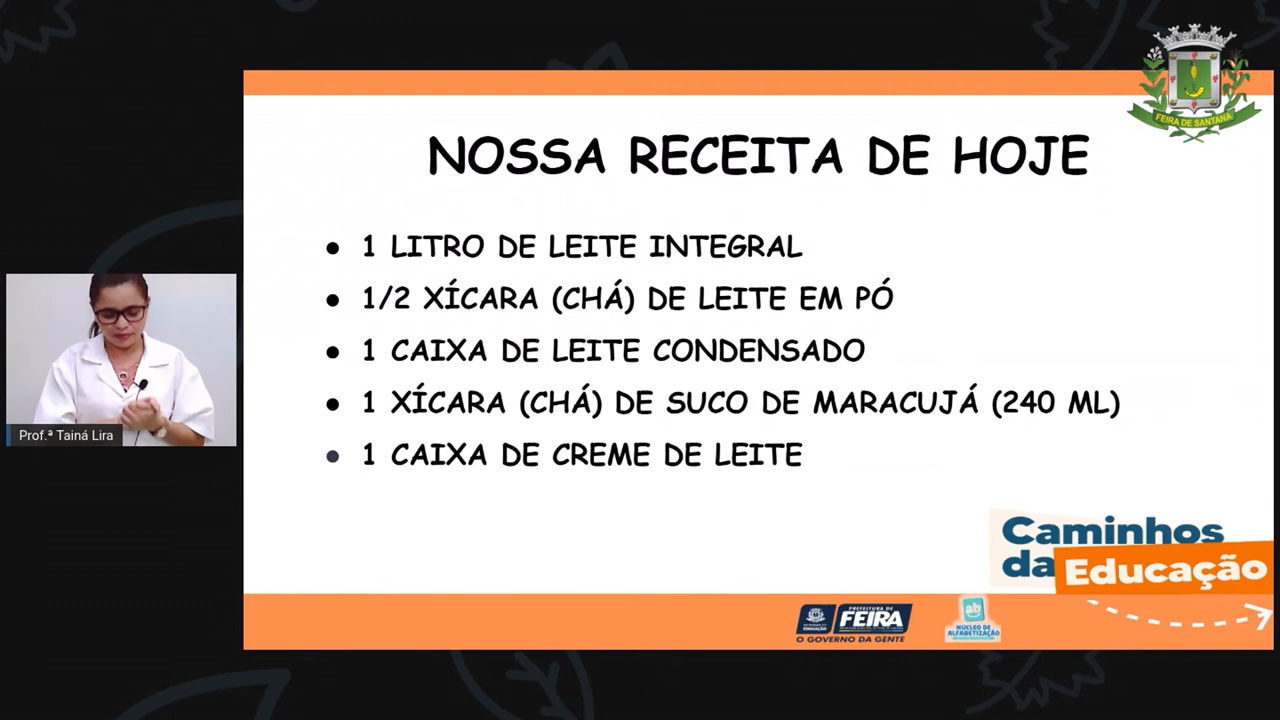 FEIRA DE SANTANA
NOSSA RECEITA DE HOJE
● 1 LITRO DE LEITE INTEGRAL
● 1/2 XÍCARA (CHÁ) DE LEITE EM PÓ
● 1 CAIXA DE LEITE CONDENSADO
● 1 XÍCARA (CHÁ) DE SUCO DE MARACUJÁ (240 ML)
● 1 CAIXA DE CREME DE LEITE
Prof.ª Tainá Lira
Caminhos
da Educação
PREFEITURA DE
FEIRA
EDUCAÇÃO
O GOVERNO DA GENTE
ab
NÚCLEO DE
ALFABETIZAÇÃO